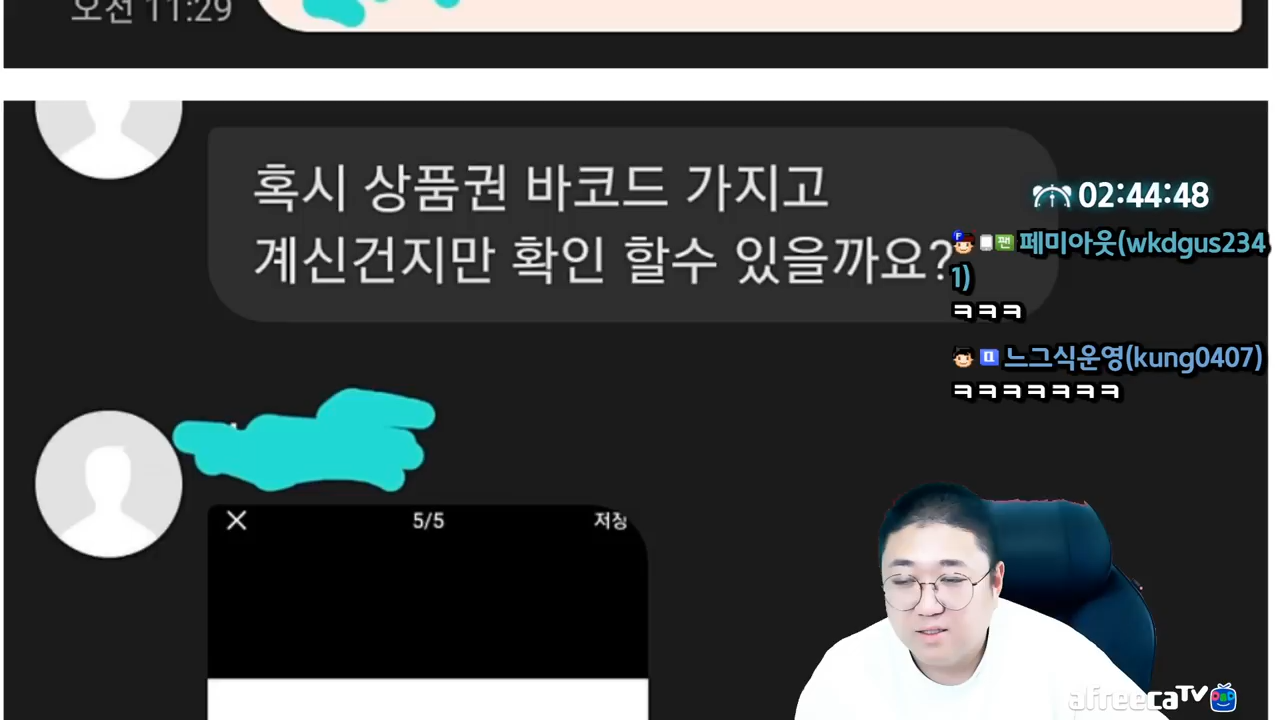 오전 11:29
혹시 상품권 바코드 가지고
계신건지만 확인 할수 있을까요?
02:44:48
F 팬 페미아웃(wkdgus234
1)
ㅋㅋㅋ
느그식운영(kung0407)
ㅋㅋㅋㅋㅋㅋㅋ
5/5
저장
afreecaTV